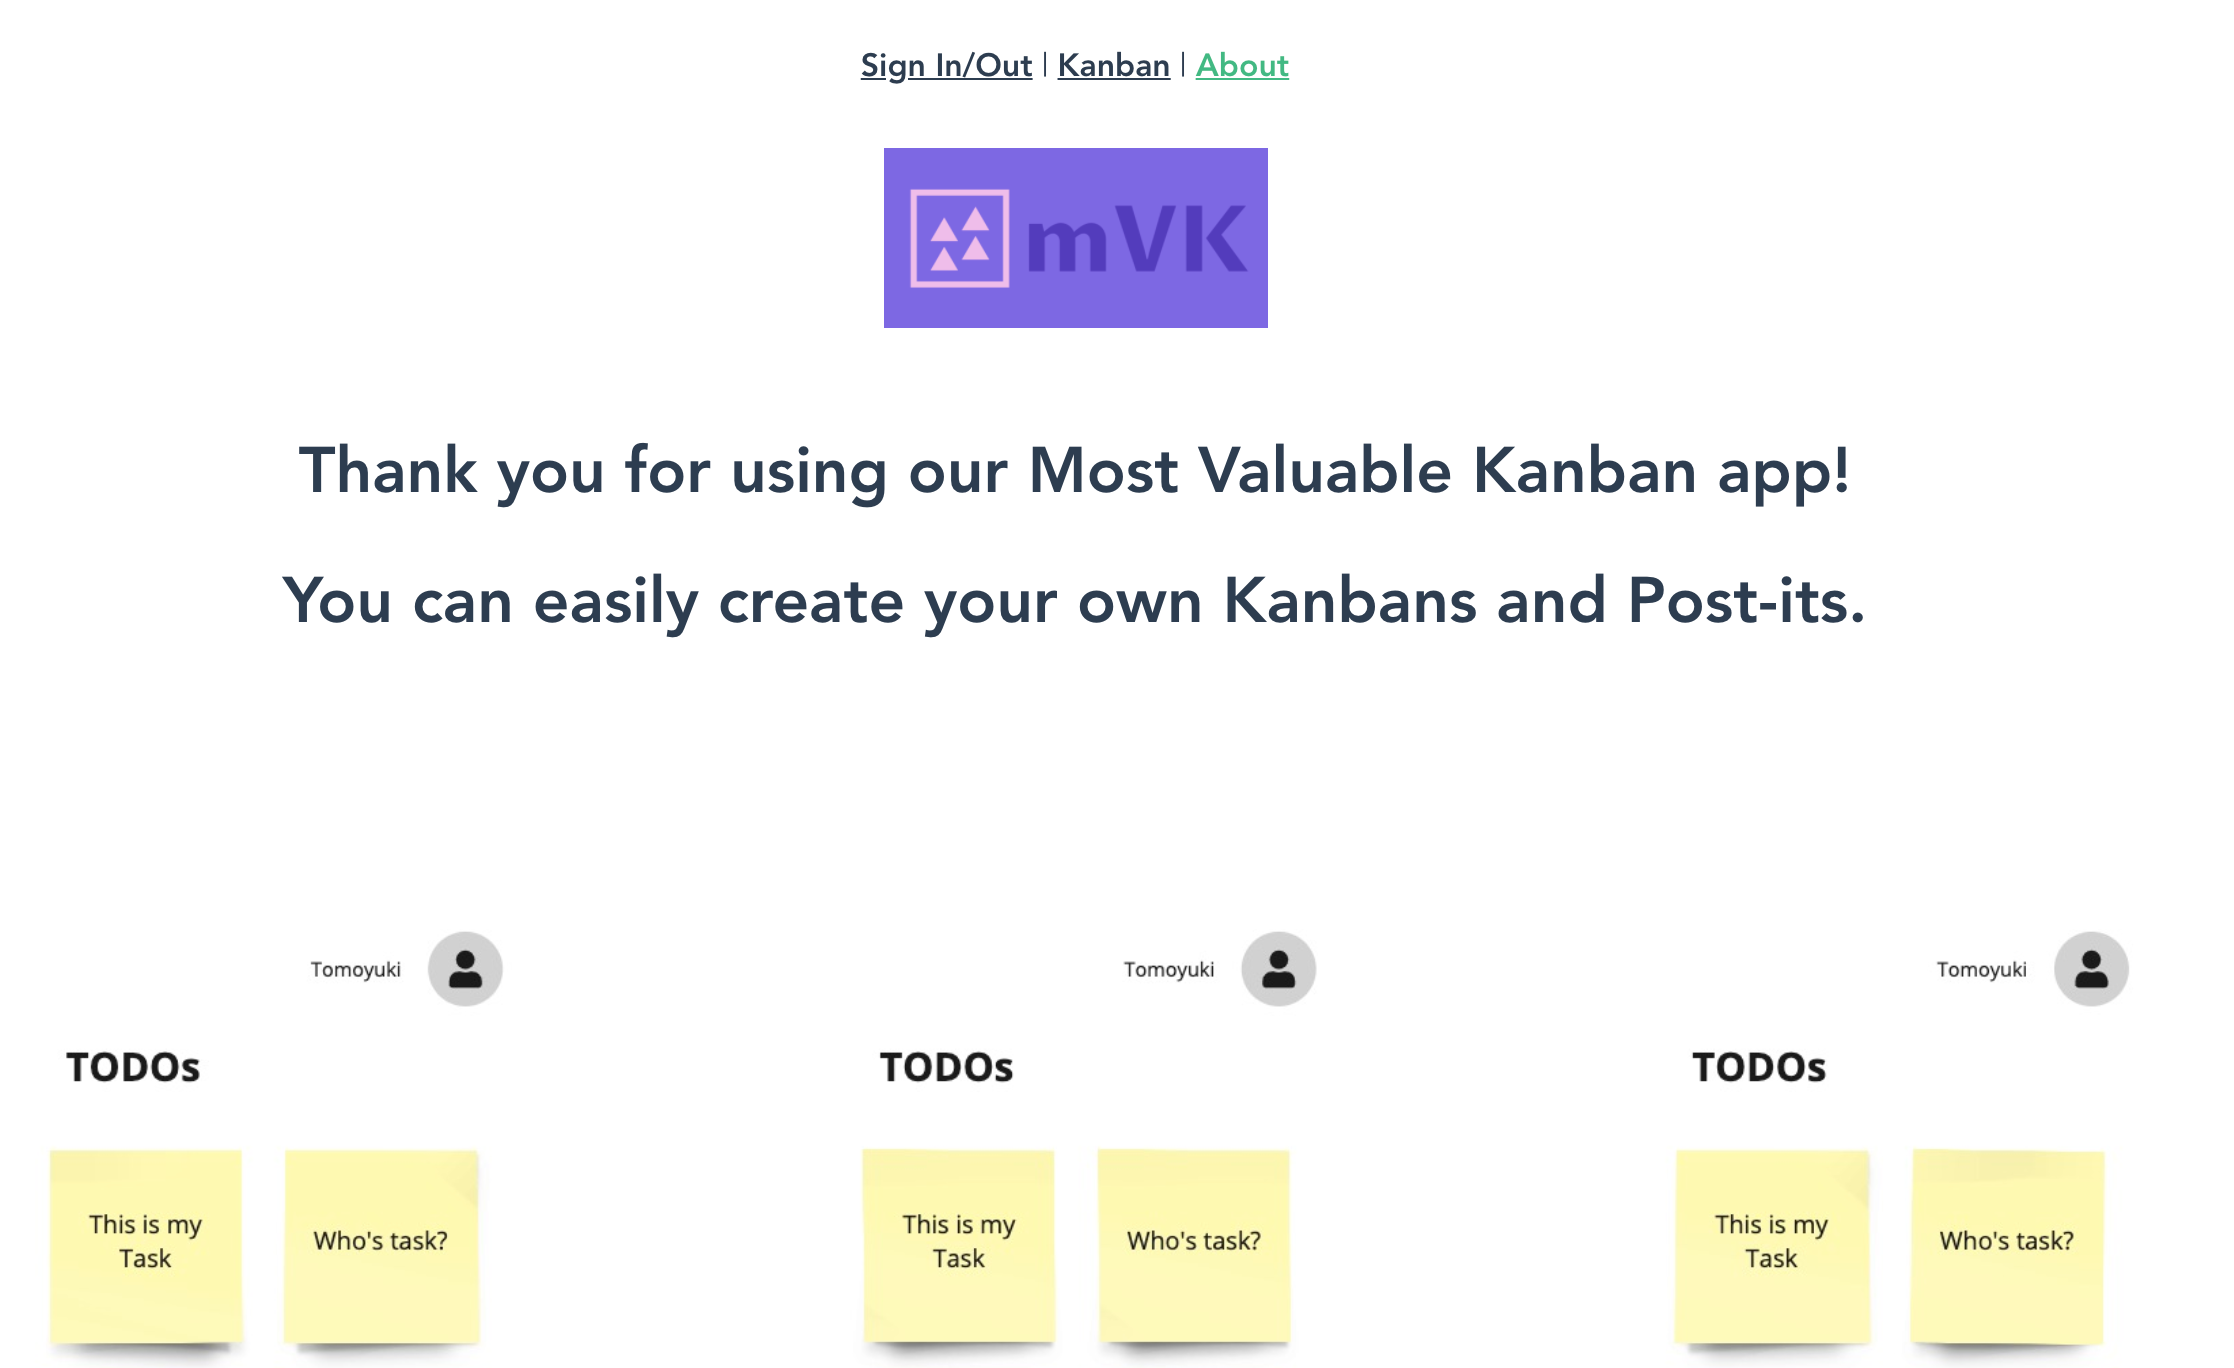 Sign In/Out | Kanban | About
mVK
Thank you for using our Most Valuable Kanban app!
You can easily create your own Kanbans and Post-its.
Tomoyuki
TODOs
This is my
Task
Who's task?
Tomoyuki
TODOs
This is my
Task
Who's task?
Tomoyuki
TODOs
This is my
Task
Who's task?